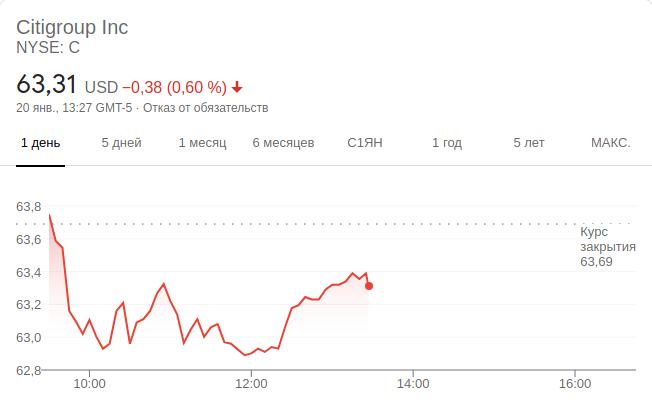 Citigroup Inc
NYSE: C
63,31 USD −0,38 (0,60 %)
20 янв., 13:27 GMT-5 · Отказ от обязательств
1 день 5 дней 1 месяц 6 месяцев С1ЯН 1 год 5 лет МАКС.
63,8
63,6
63,4
63,2
63,0
62,8
Курс
закрытия
63,69
10:00 12:00 14:00 16:00